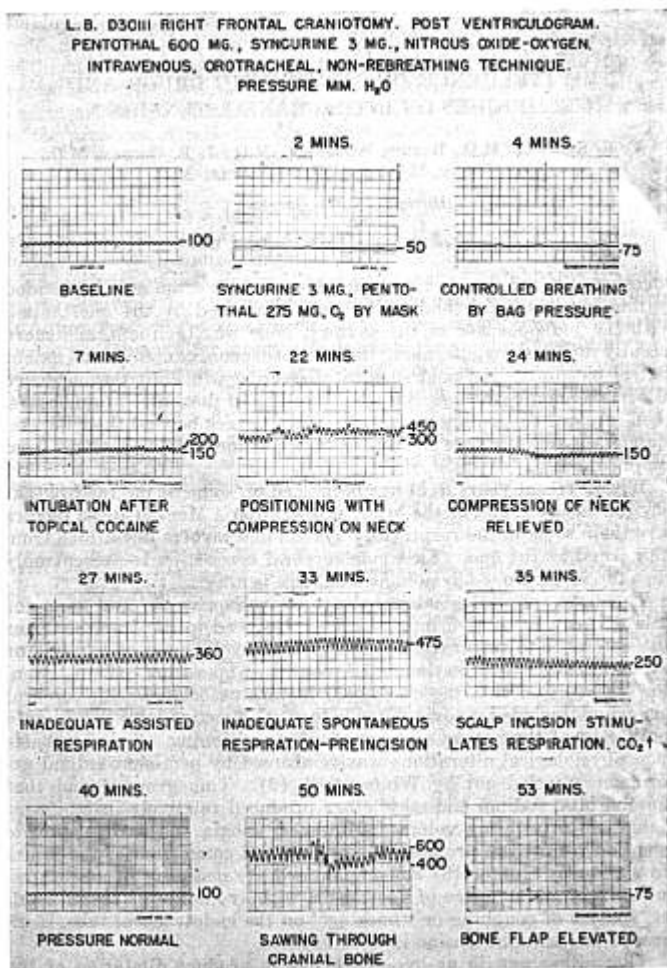 L.B. D30111 RIGHT FRONTAL CRANIOTOMY. POST VENTRICULOGRAM.
PENTOTHAL 600 MG., SYNCURINE 3 MG., NITROUS OXIDE-OXYGEN,
INTRAVENOUS, OROTRACHEAL, NON-REBREATHING TECHNIQUE.
PRESSURE MM. H₂O
100
BASELINE
2 MINS.
50
SYNCURINE 3 MG., PENTO-
THAL 275 MG., O₂ BY MASK
4 MINS.
75
CONTROLLED BREATHING
BY BAG PRESSURE
7 MINS.
200
150
INTUBATION AFTER
TOPICAL COCAINE
22 MINS.
450
300
POSITIONING WITH
COMPRESSION ON NECK
24 MINS.
150
COMPRESSION OF NECK
RELIEVED
27 MINS.
360
INADEQUATE ASSISTED
RESPIRATION
33 MINS.
475
INADEQUATE SPONTANEOUS
RESPIRATION-PREINCISION
35 MINS.
250
SCALP INCISION STIMU-
LATES RESPIRATION. CO₂↑
40 MINS.
100
PRESSURE NORMAL
50 MINS.
600
400
SAWING THROUGH
CRANIAL BONE
53 MINS.
75
BONE FLAP ELEVATED